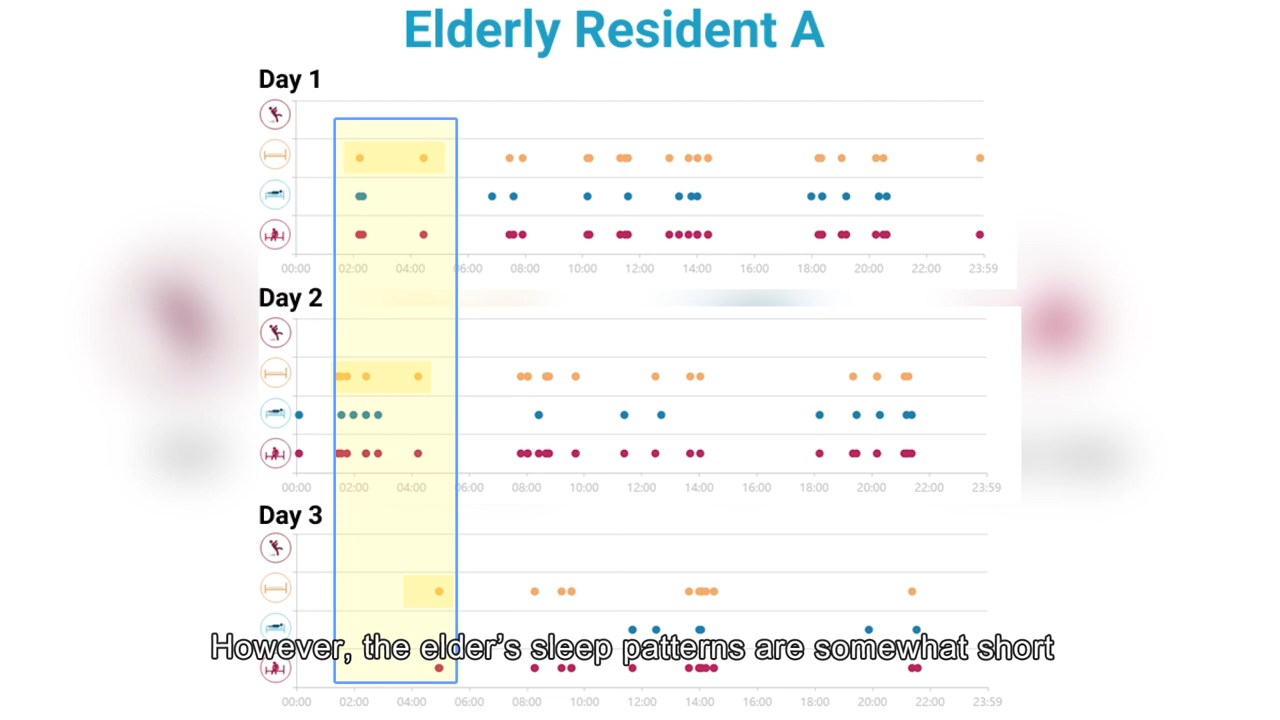 Elderly Resident A
Day 1
00:00 02:00 04:00 06:00 08:00 10:00 12:00 14:00 16:00 18:00 20:00 22:00 23:59
Day 2
00:00 02:00 04:00 06:00 08:00 10:00 12:00 14:00 16:00 18:00 20:00 22:00 23:59
Day 3
However, the elder's sleep patterns are somewhat short
00:00 02:00 04:00 06:00 08:00 10:00 12:00 14:00 16:00 18:00 20:00 22:00 23:59